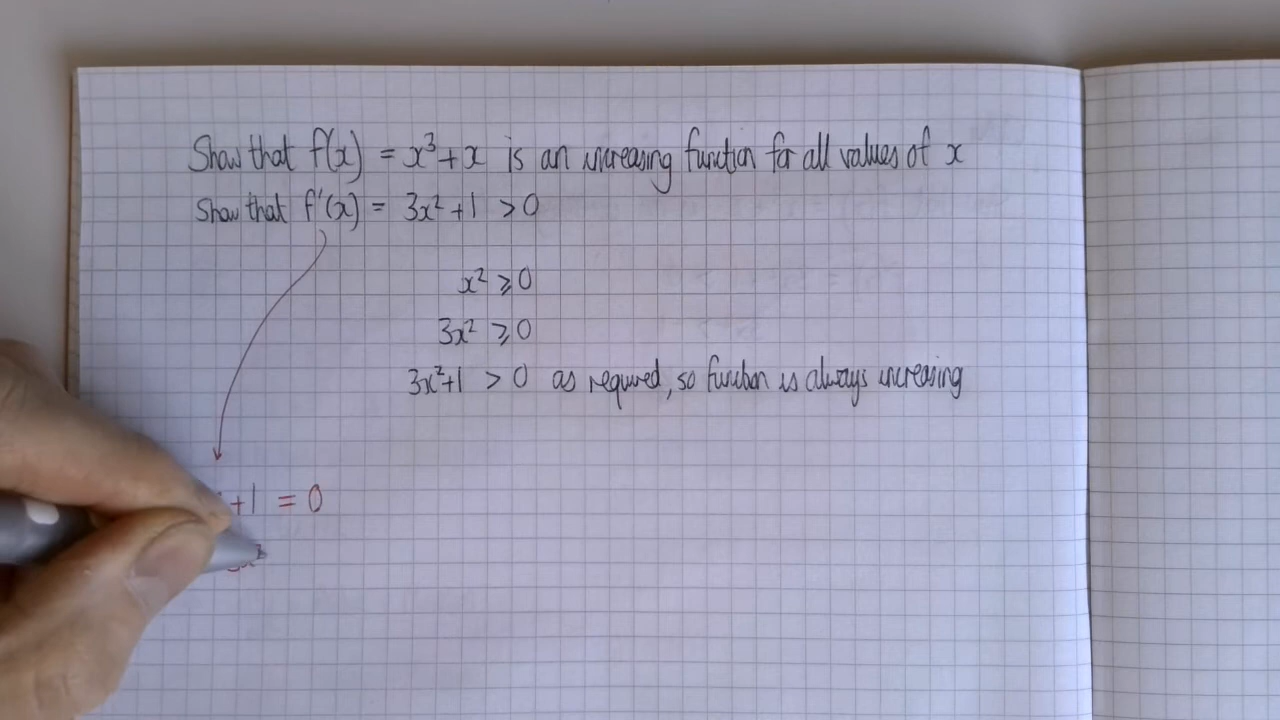 Show that f(x) = x³+x is an increasing function for all values of x
Show that f'(x) = 3x² +1 >0
x² ⩾0
3x² ⩾0
3x²+1 > 0 as required, so function is always increasing
+1 = 0